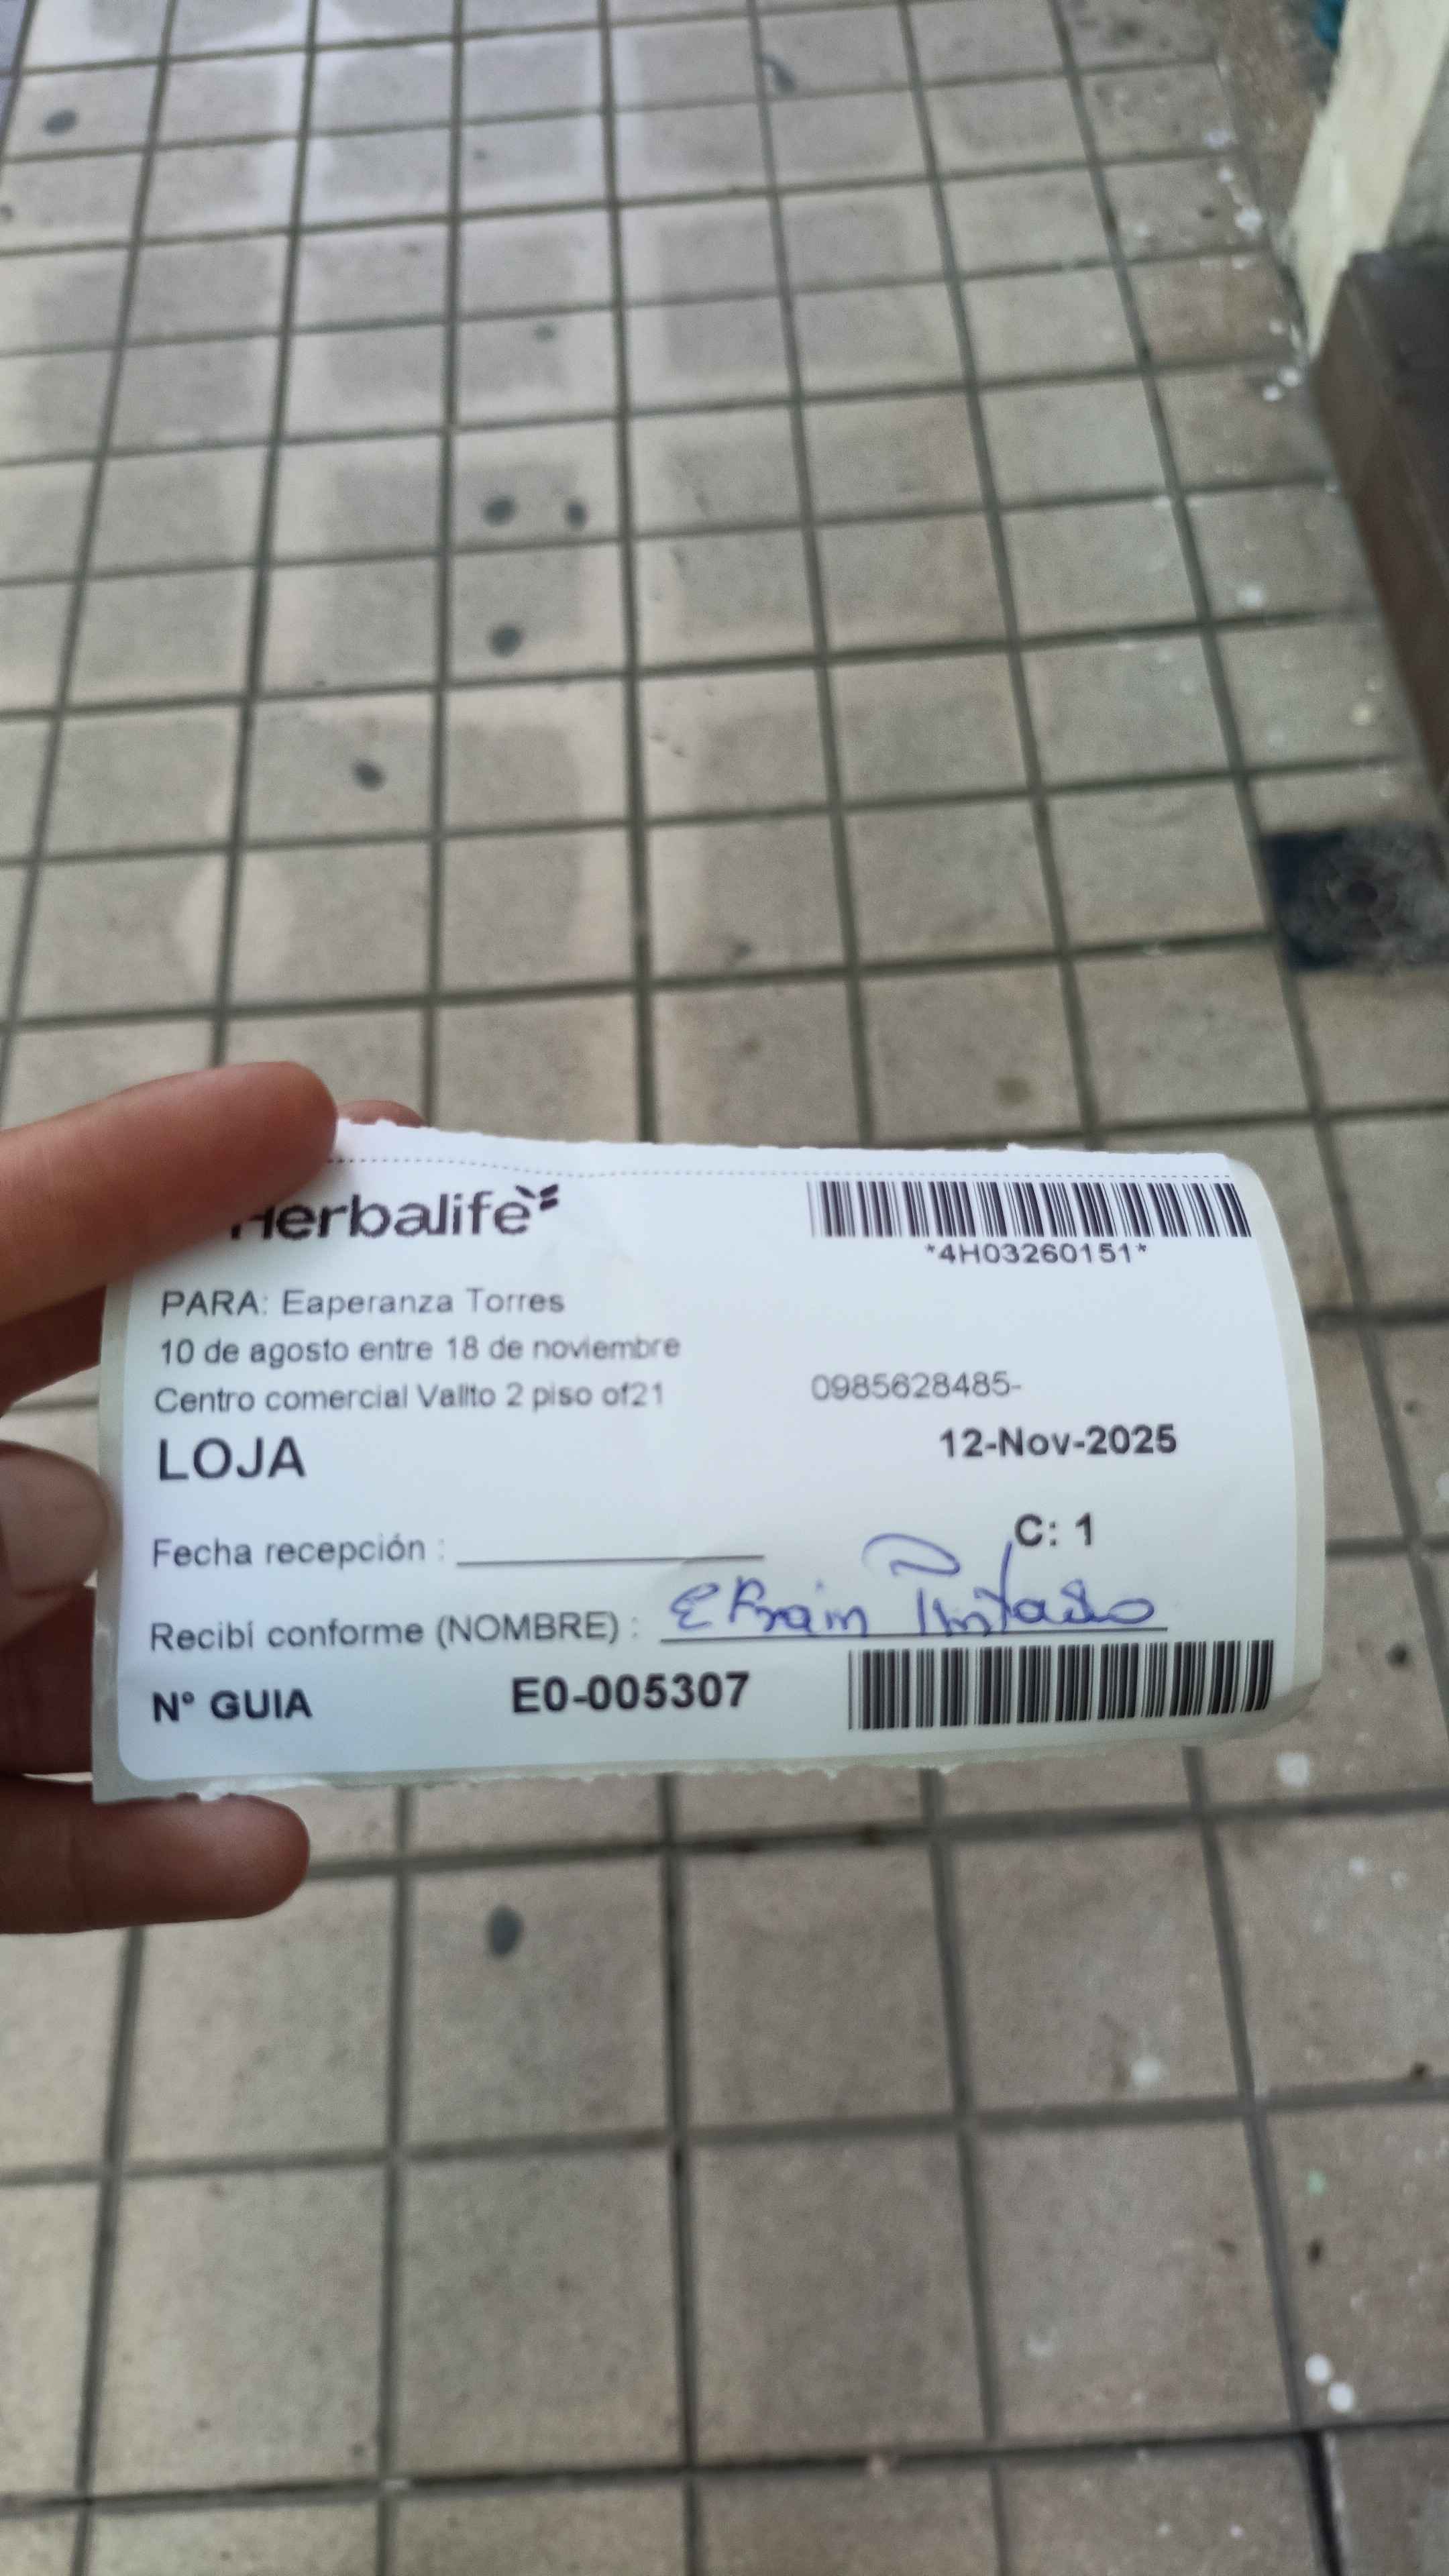 Herbalife
*4H03260151*
PARA: Eaperanza Torres
10 de agosto entre 18 de noviembre
Centro comercial Vallto 2 piso of21
0985628485-
LOJA
12-Nov-2025
C: 1
Fecha recepción :
Recibí conforme (NOMBRE) : Efrain
N° GUIA E0-005307